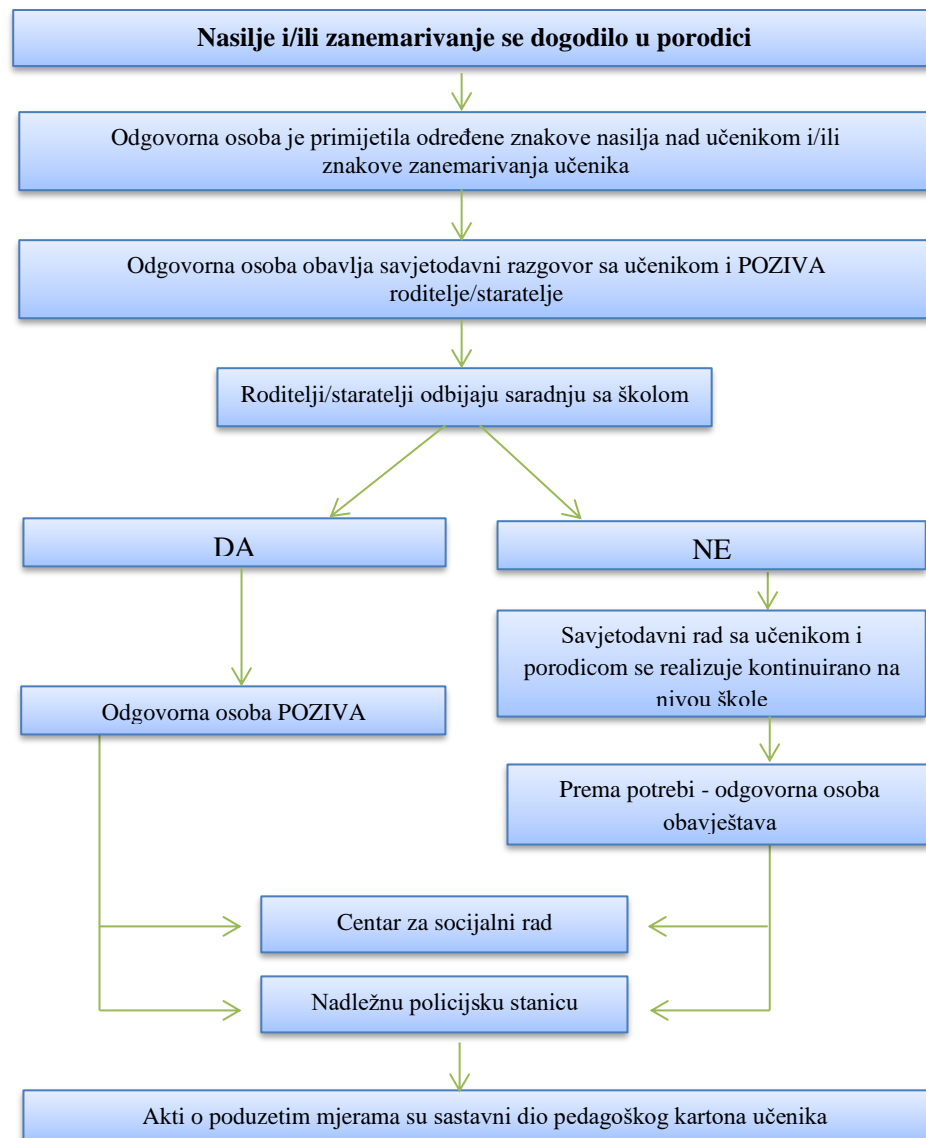 Nasilje i/ili zanemarivanje se dogodilo u porodici
Odgovorna osoba je primijetila određene znakove nasilja nad učenikom i/ili
znakove zanemarivanja učenika
Odgovorna osoba obavlja savjetodavni razgovor sa učenikom i POZIVA
roditelje/staratelje
Roditelji/staratelji odbijaju saradnju sa školom
DA
NE
Savjetodavni rad sa učenikom i
porodicom se realizuje kontinuirano na
nivou škole
Odgovorna osoba POZIVA
Prema potrebi - odgovorna osoba
obavještava
Centar za socijalni rad
Nadležnu policijsku stanicu
Akti o poduzetim mjerama su sastavni dio pedagoškog kartona učenika